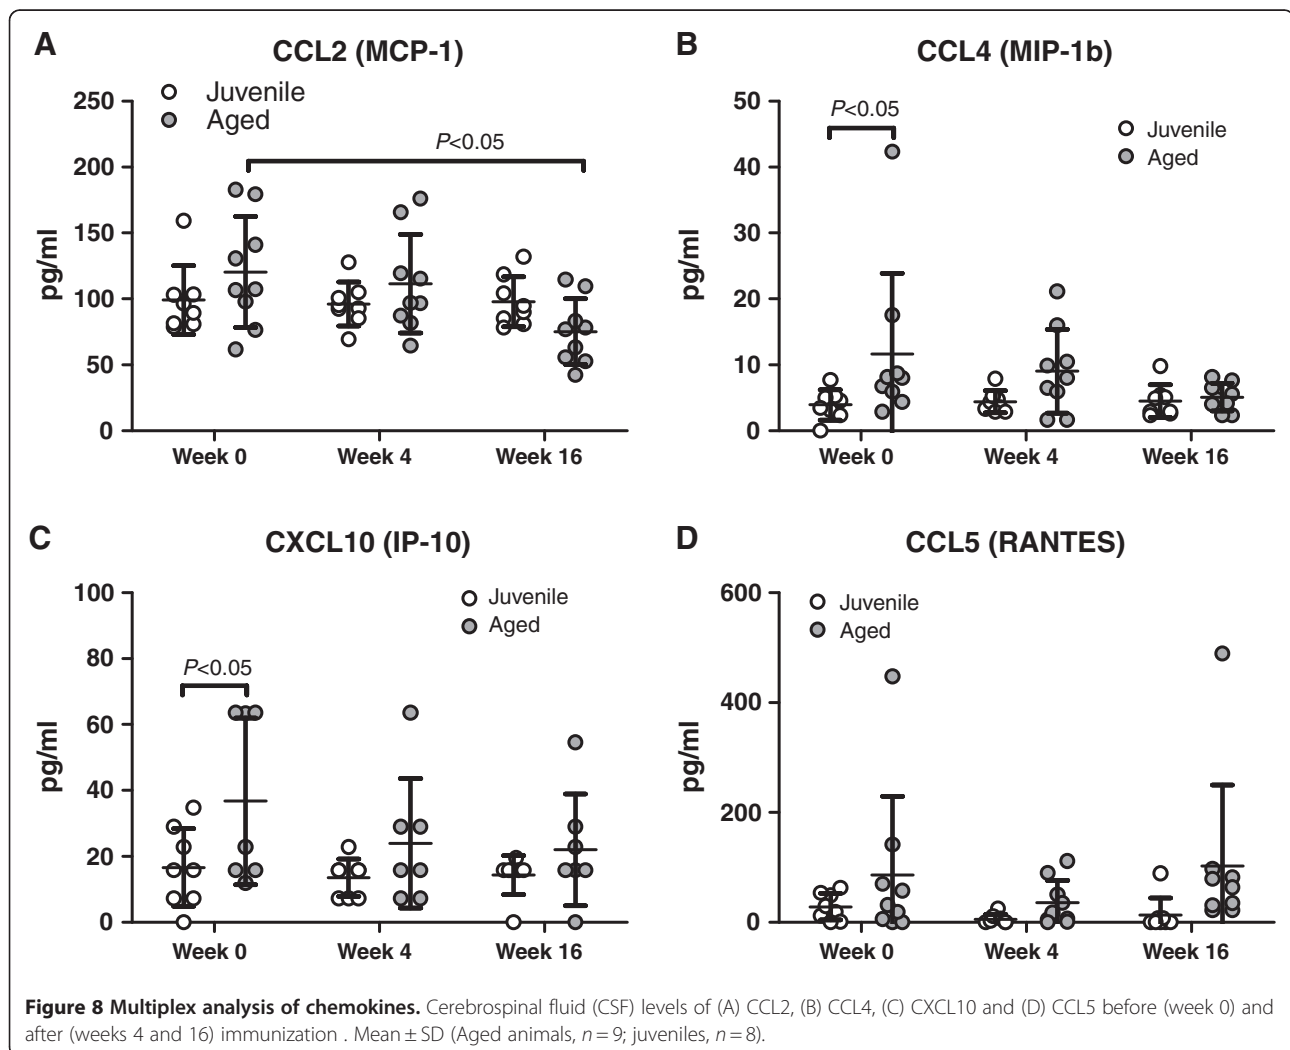 A
CCL2 (MCP-1)
Juvenile
Aged
P<0.05
250
200
150
100
50
0
pg/ml
Week 0
Week 4
Week 16
B
CCL4 (MIP-1b)
P<0.05
Juvenile
Aged
50
40
30
20
10
0
pg/ml
Week 0
Week 4
Week 16
C
CXCL10 (IP-10)
Juvenile
Aged
P<0.05
100
80
60
40
20
0
pg/ml
Week 0
Week 4
Week 16
D
CCL5 (RANTES)
Juvenile
Aged
600
400
200
0
pg/ml
Week 0
Week 4
Week 16
Figure 8 Multiplex analysis of chemokines. Cerebrospinal fluid (CSF) levels of (A) CCL2, (B) CCL4, (C) CXCL10 and (D) CCL5 before (week 0) and
after (weeks 4 and 16) immunization . Mean ± SD (Aged animals, n = 9; juveniles, n = 8).